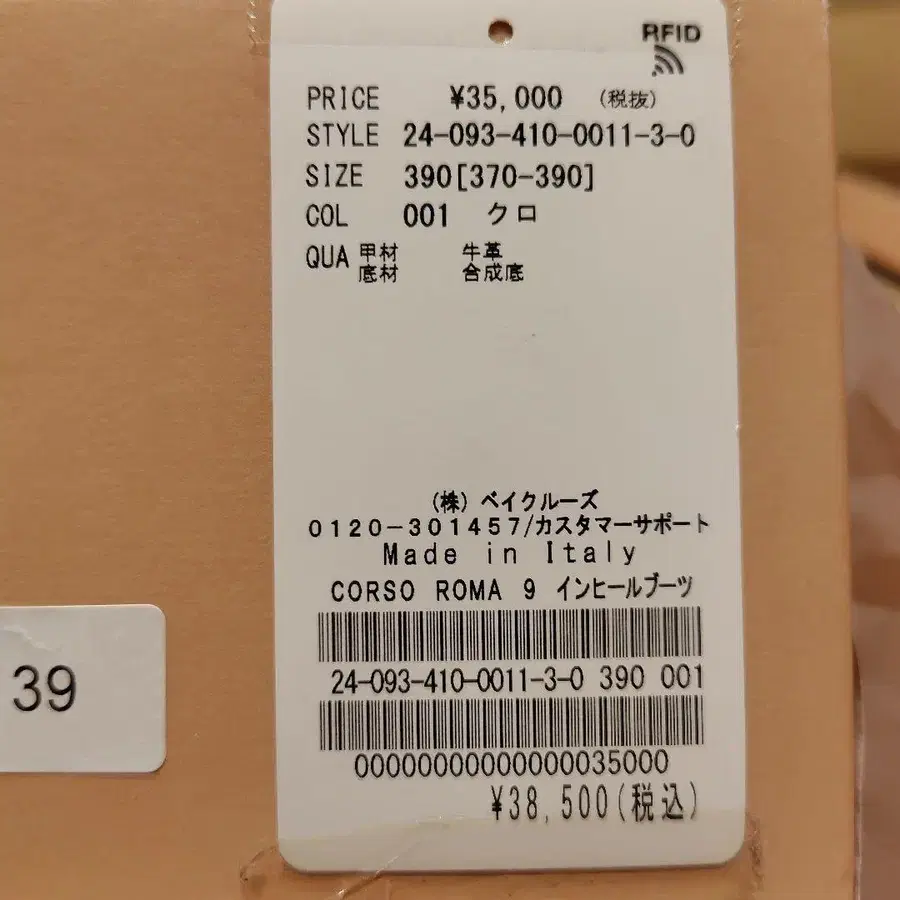 RFID
PRICE ¥35,000 (税抜)
STYLE 24-093-410-0011-3-0
SIZE 390[370-390]
COL 001 クロ
QUA 甲材 牛革
底材 合成底
(株) ベイクルーズ
0120-301457/カスタマーサポート
Made in Italy
CORSO ROMA 9 インヒールブーツ
24-093-410-0011-3-0 390 001
00000000000000035000
¥38,500(税込)
39